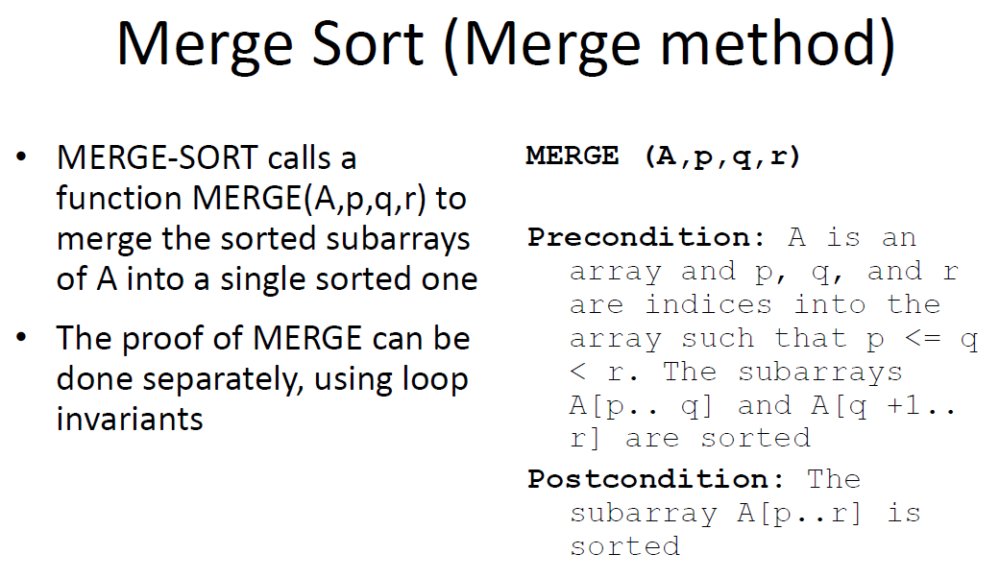 Merge Sort (Merge method)
• MERGE-SORT calls a
function MERGE(A,p,q,r) to
merge the sorted subarrays
of A into a single sorted one
• The proof of MERGE can be
done separately, using loop
invariants
MERGE (A,p,q,r)
Precondition: A is an
array and p, q, and r
are indices into the
array such that p <= q
< r. The subarrays
A[p.. q] and A[q +1..
r] are sorted
Postcondition: The
subarray A[p..r] is
sorted